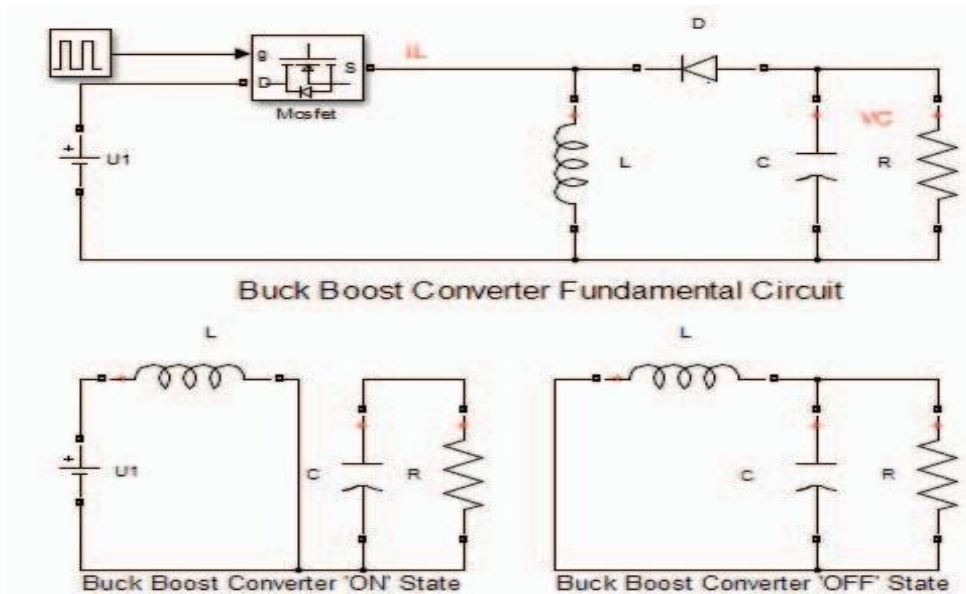 D
g
IL
D
S
Mosfet
VC
+
U1
L
C
R
Buck Boost Converter Fundamental Circuit
L
L
+
U1
C
R
C
R
Buck Boost Converter 'ON' State
Buck Boost Converter 'OFF' State